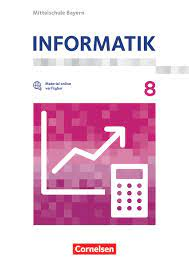 Mittelschule Bayern
INFORMATIK
Material online
verfügbar
8
Cornelsen